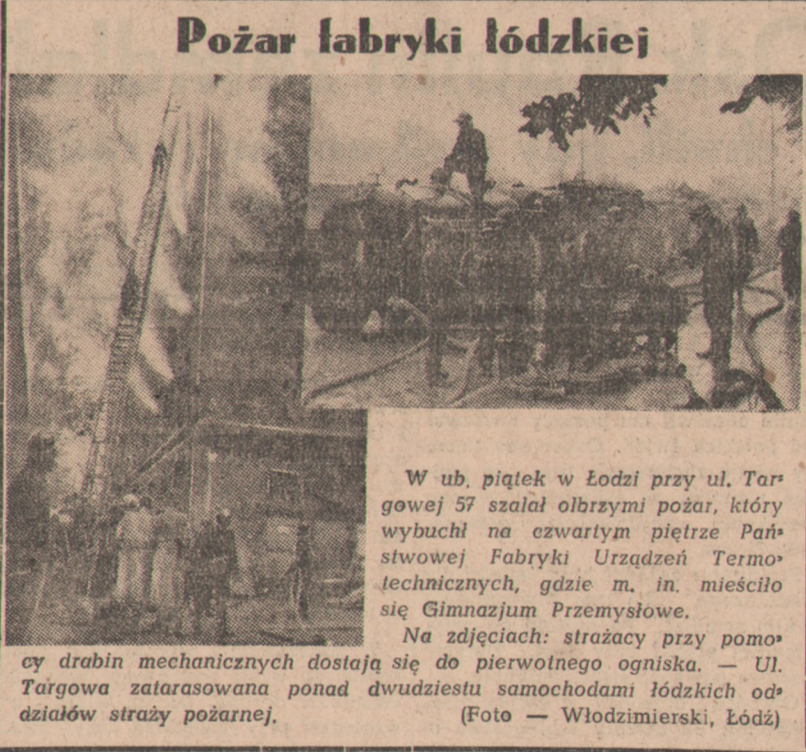 Pożar fabryki łódzkiej
W ub. piątek w Łodzi przy ul. Tar-
gowej 57 szalał olbrzymi pożar, który
wybuchł na czwartym piętrze Pań-
stwowej Fabryki Urządzeń Termo-
technicznych, gdzie m. in. mieściło
się Gimnazjum Przemysłowe.
Na zdjęciach: strażacy przy pomo-
cy drabin mechanicznych dostają się do pierwotnego ogniska. — Ul.
Targowa zatarasowana ponad dwudziestu samochodami łódzkich od-
działów straży pożarnej. (Foto — Włodzimierski, Łódź)